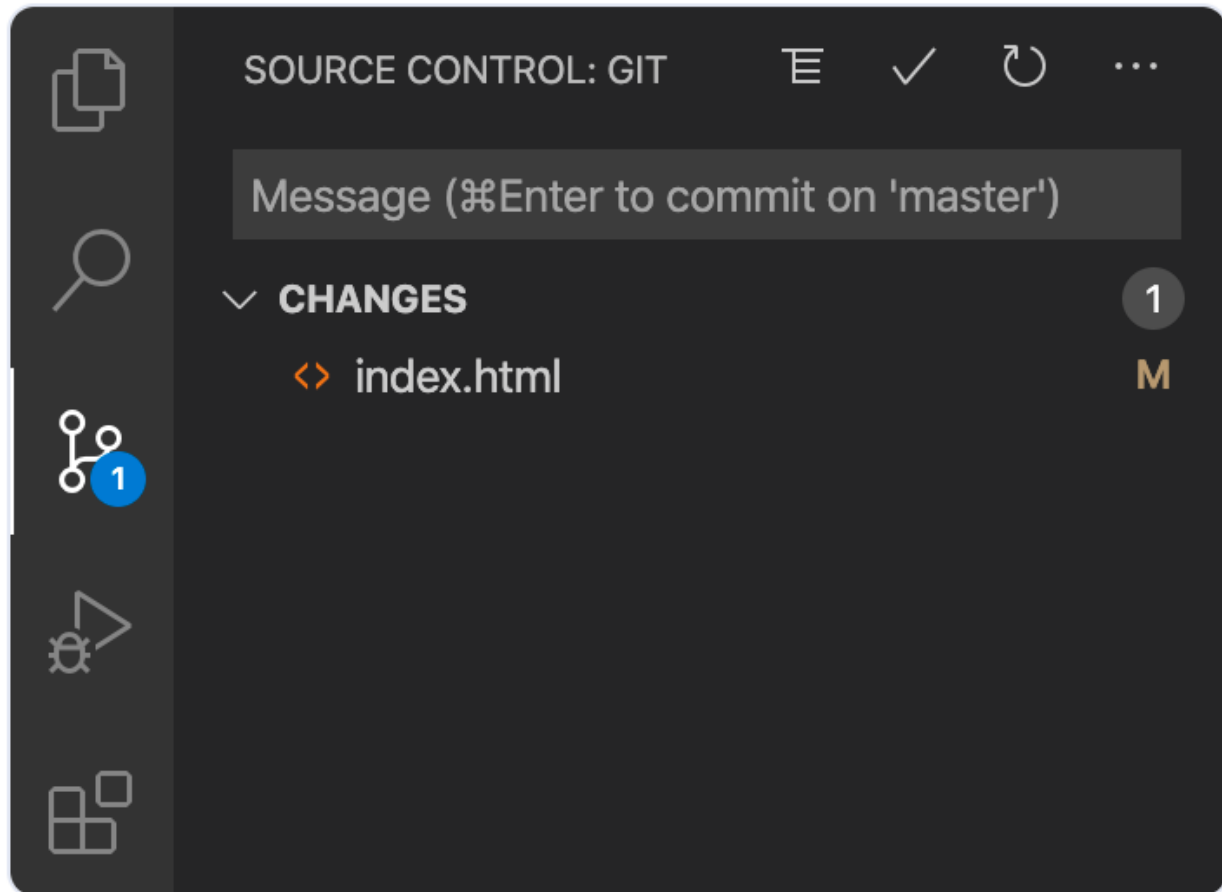 SOURCE CONTROL: GIT
Message (⌘Enter to commit on 'master')
CHANGES 1
index.html M
1